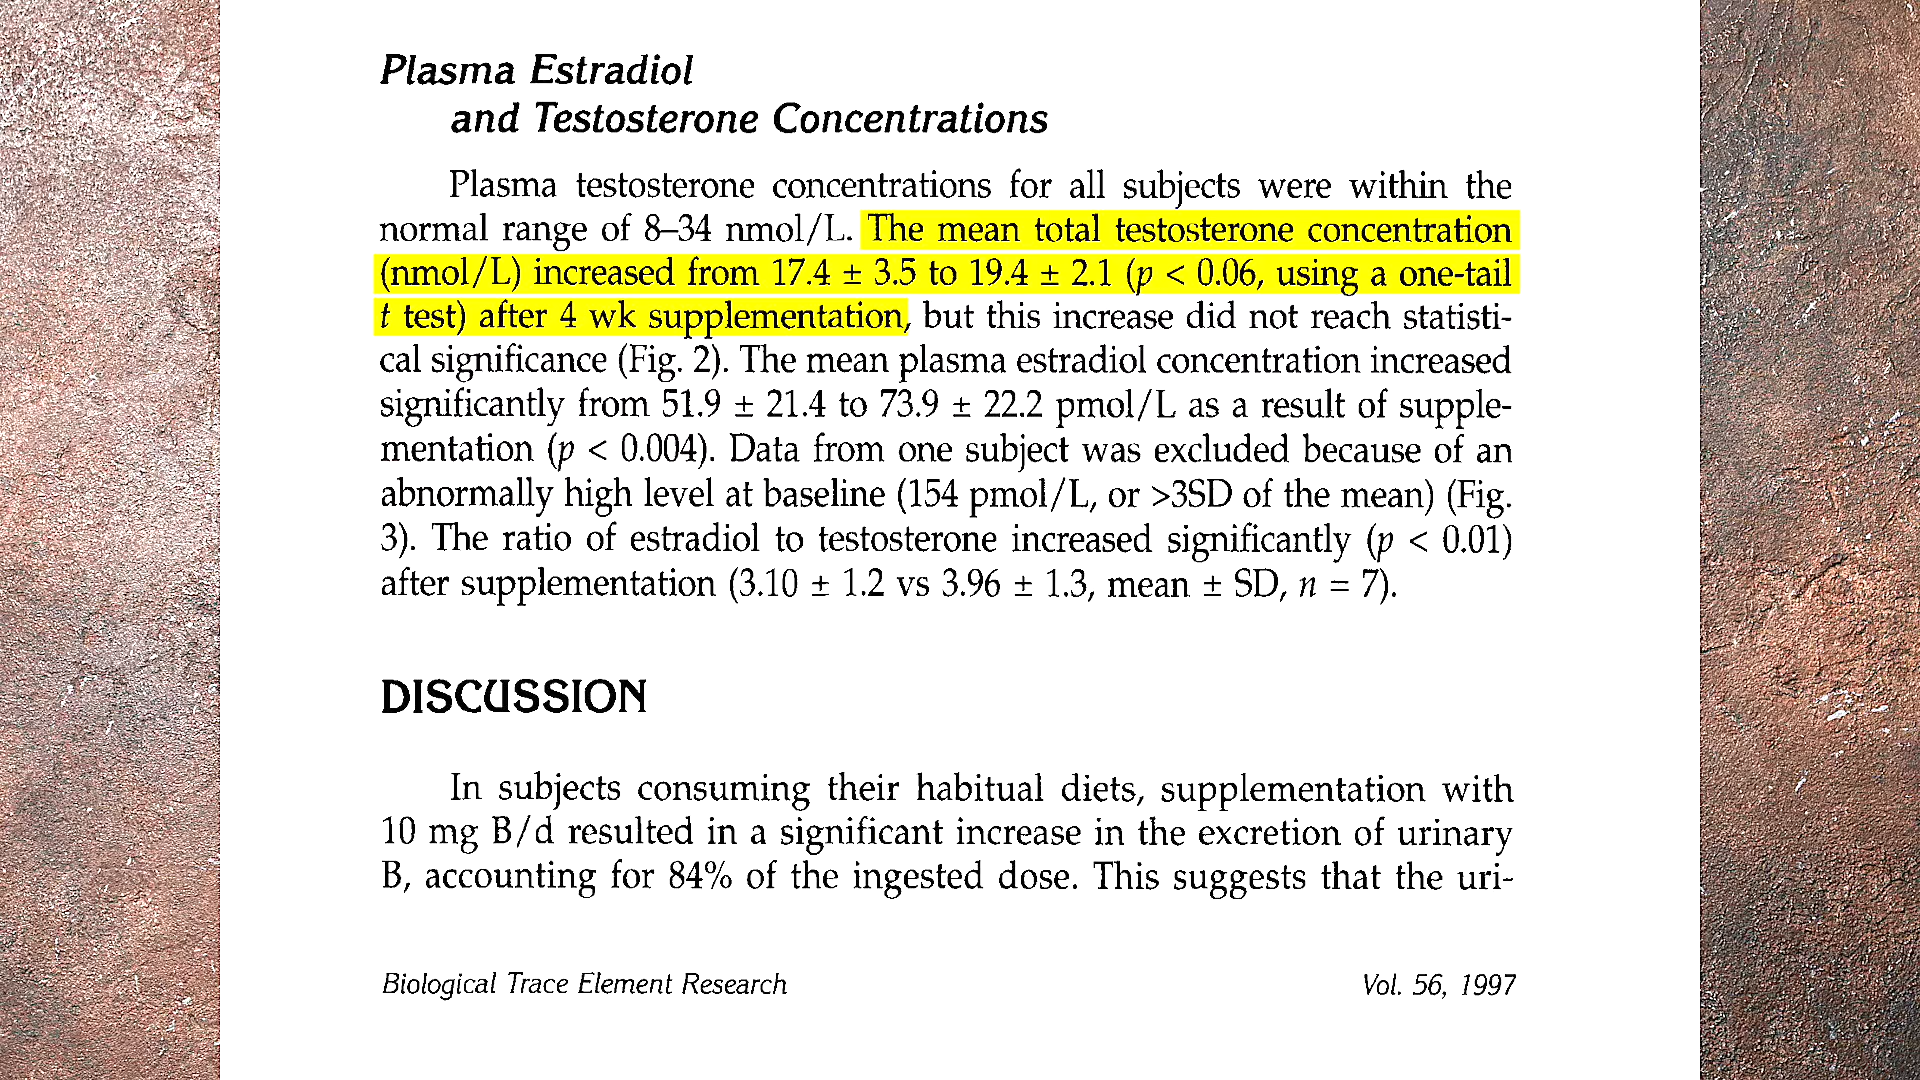 Plasma Estradiol
and Testosterone Concentrations
Plasma testosterone concentrations for all subjects were within the
normal range of 8–34 nmol/L. The mean total testosterone concentration
(nmol/L) increased from 17.4 ± 3.5 to 19.4 ± 2.1 (p < 0.06, using a one-tail
t test) after 4 wk supplementation, but this increase did not reach statisti-
cal significance (Fig. 2). The mean plasma estradiol concentration increased
significantly from 51.9 ± 21.4 to 73.9 ± 22.2 pmol/L as a result of supple-
mentation (p < 0.004). Data from one subject was excluded because of an
abnormally high level at baseline (154 pmol/L, or >3SD of the mean) (Fig.
3). The ratio of estradiol to testosterone increased significantly (p < 0.01)
after supplementation (3.10 ± 1.2 vs 3.96 ± 1.3, mean ± SD, n = 7).
DISCUSSION
In subjects consuming their habitual diets, supplementation with
10 mg B/d resulted in a significant increase in the excretion of urinary
B, accounting for 84% of the ingested dose. This suggests that the uri-
Biological Trace Element Research Vol. 56, 1997